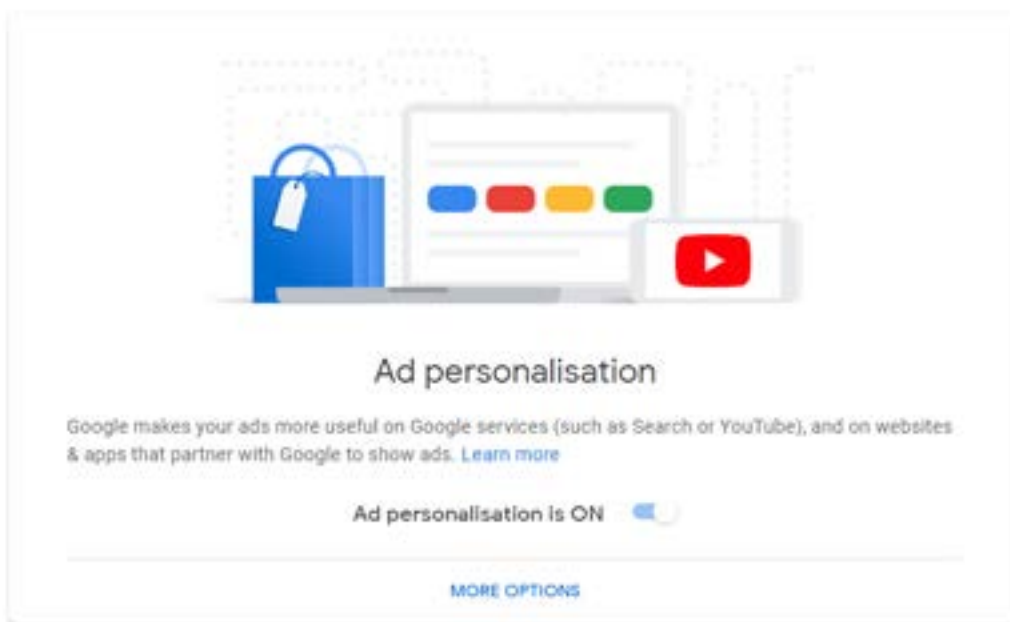 Ad personalisation
Google makes your ads more useful on Google services (such as Search or YouTube), and on websites
& apps that partner with Google to show ads. Learn more
Ad personalisation is ON
MORE OPTIONS